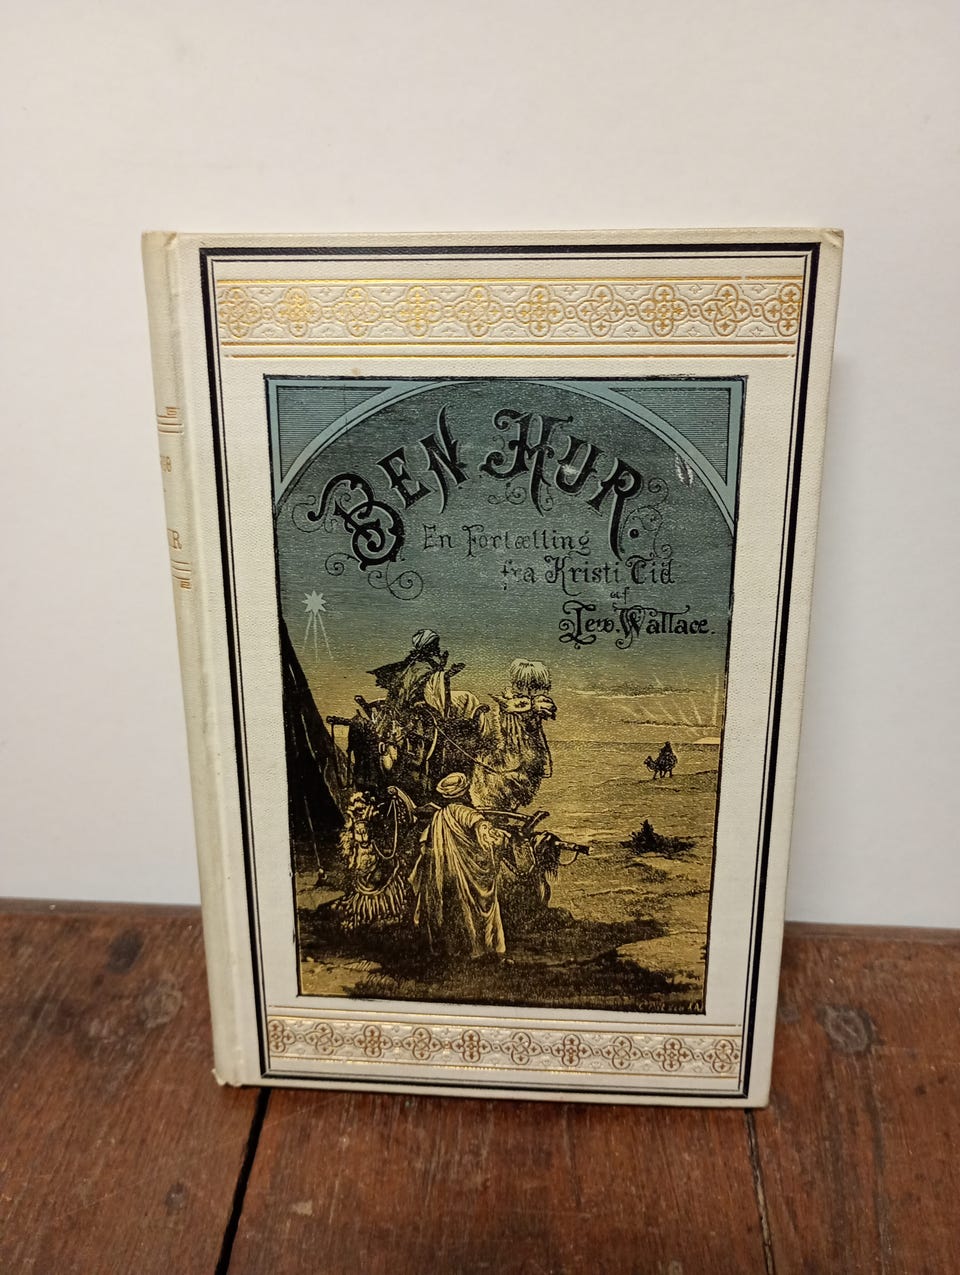 BEN HUR.
En Fortælling
fra Kristi Tid
af
Lew. Wallace.